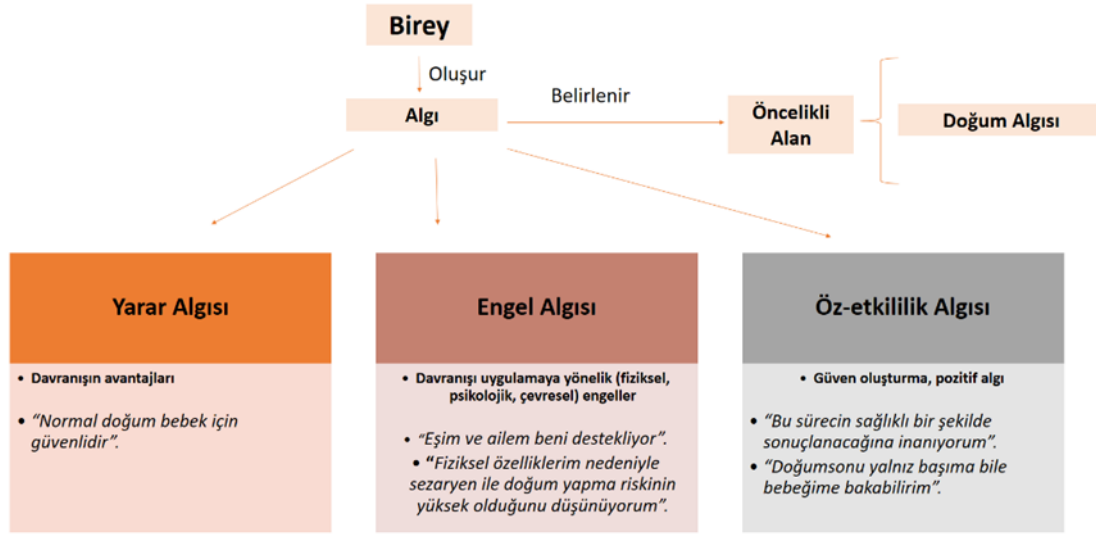 Birey
Oluşur
Algı
Belirlenir
Öncelikli
Alan
Doğum Algısı
Yarar Algısı
• Davranışın avantajları
• “Normal doğum bebek için
güvenlidir”.
Engel Algısı
• Davranışı uygulamaya yönelik (fiziksel,
psikolojik, çevresel) engeller
• “Eşim ve ailem beni destekliyor”.
• “Fiziksel özelliklerim nedeniyle
sezaryen ile doğum yapma riskinin
yüksek olduğunu düşünüyorum”.
Öz-etkililik Algısı
• Güven oluşturma, pozitif algı
• “Bu sürecin sağlıklı bir şekilde
sonuçlanacağına inanıyorum”.
• “Doğumsonu yalnız başıma bile
bebeğime bakabilirim”.